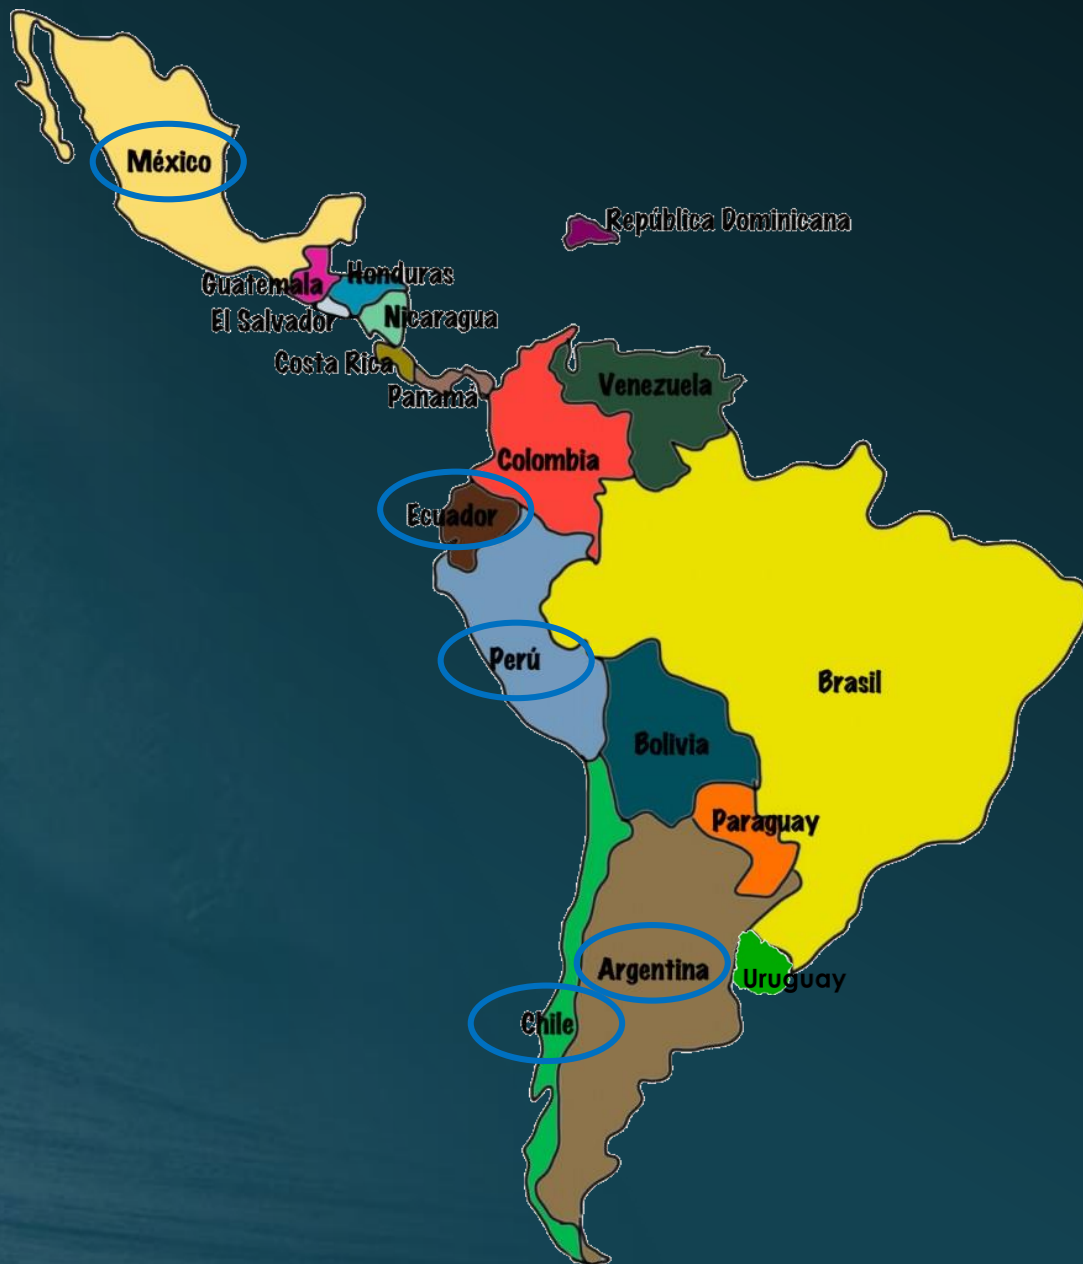 México
República Dominicana
Guatemala
Honduras
El Salvador
Nicaragua
Costa Rica
Panamá
Venezuela
Colombia
Ecuador
Perú
Brasil
Bolivia
Paraguay
Argentina
Uruguay
Chile